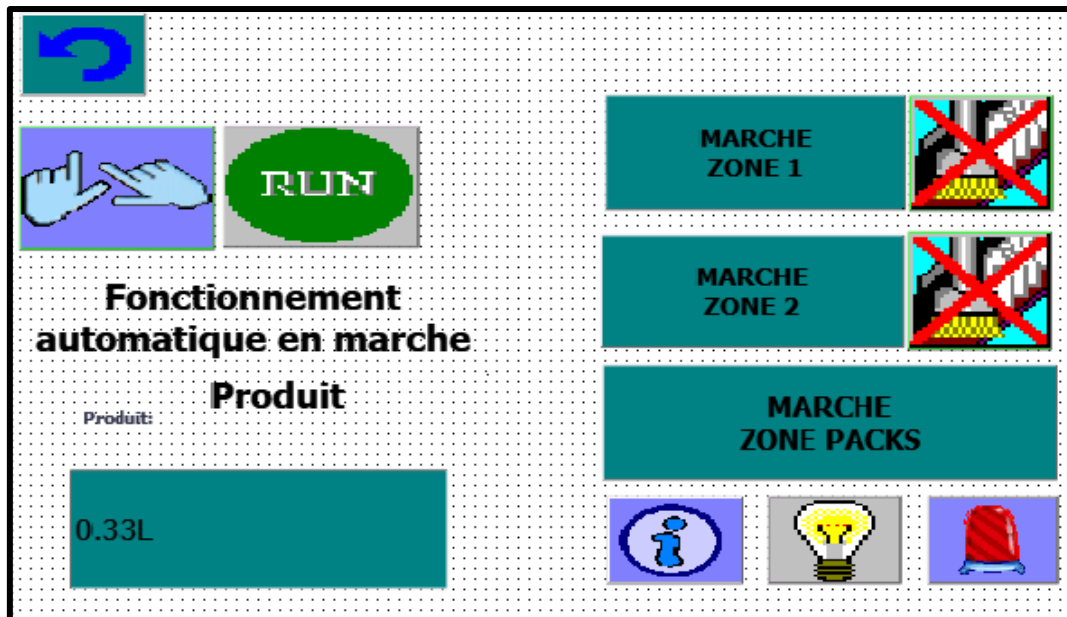 RUN
Fonctionnement
automatique en marche
Produit
Produit:
0.33L
MARCHE
ZONE 1
MARCHE
ZONE 2
MARCHE
ZONE PACKS